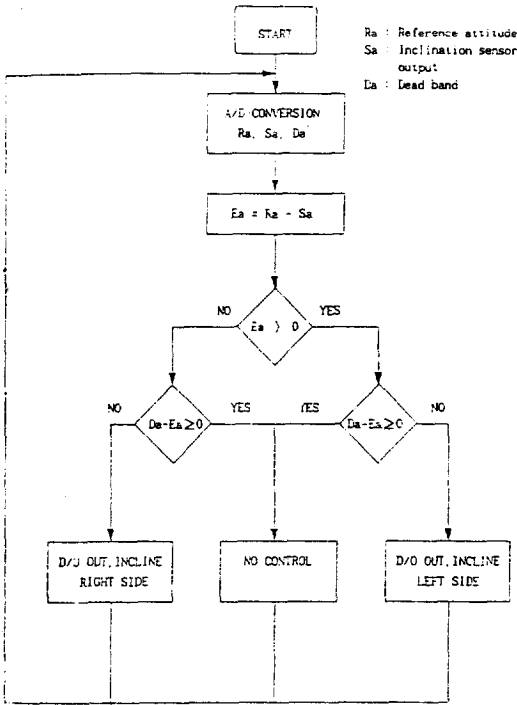 START
Ra : Reference attitude
Sa : Inclination sensor
output
Da : Dead band
A/D CONVERSION
Ra, Sa, Da
Ea = Ra - Sa
NO
YES
Ea > 0
NO
Da-Ea≥0
YES
YES
Da-Ea≥0
NO
D/O OUT, INCLINE
RIGHT SIDE
NO CONTROL
D/O OUT, INCLINE
LEFT SIDE